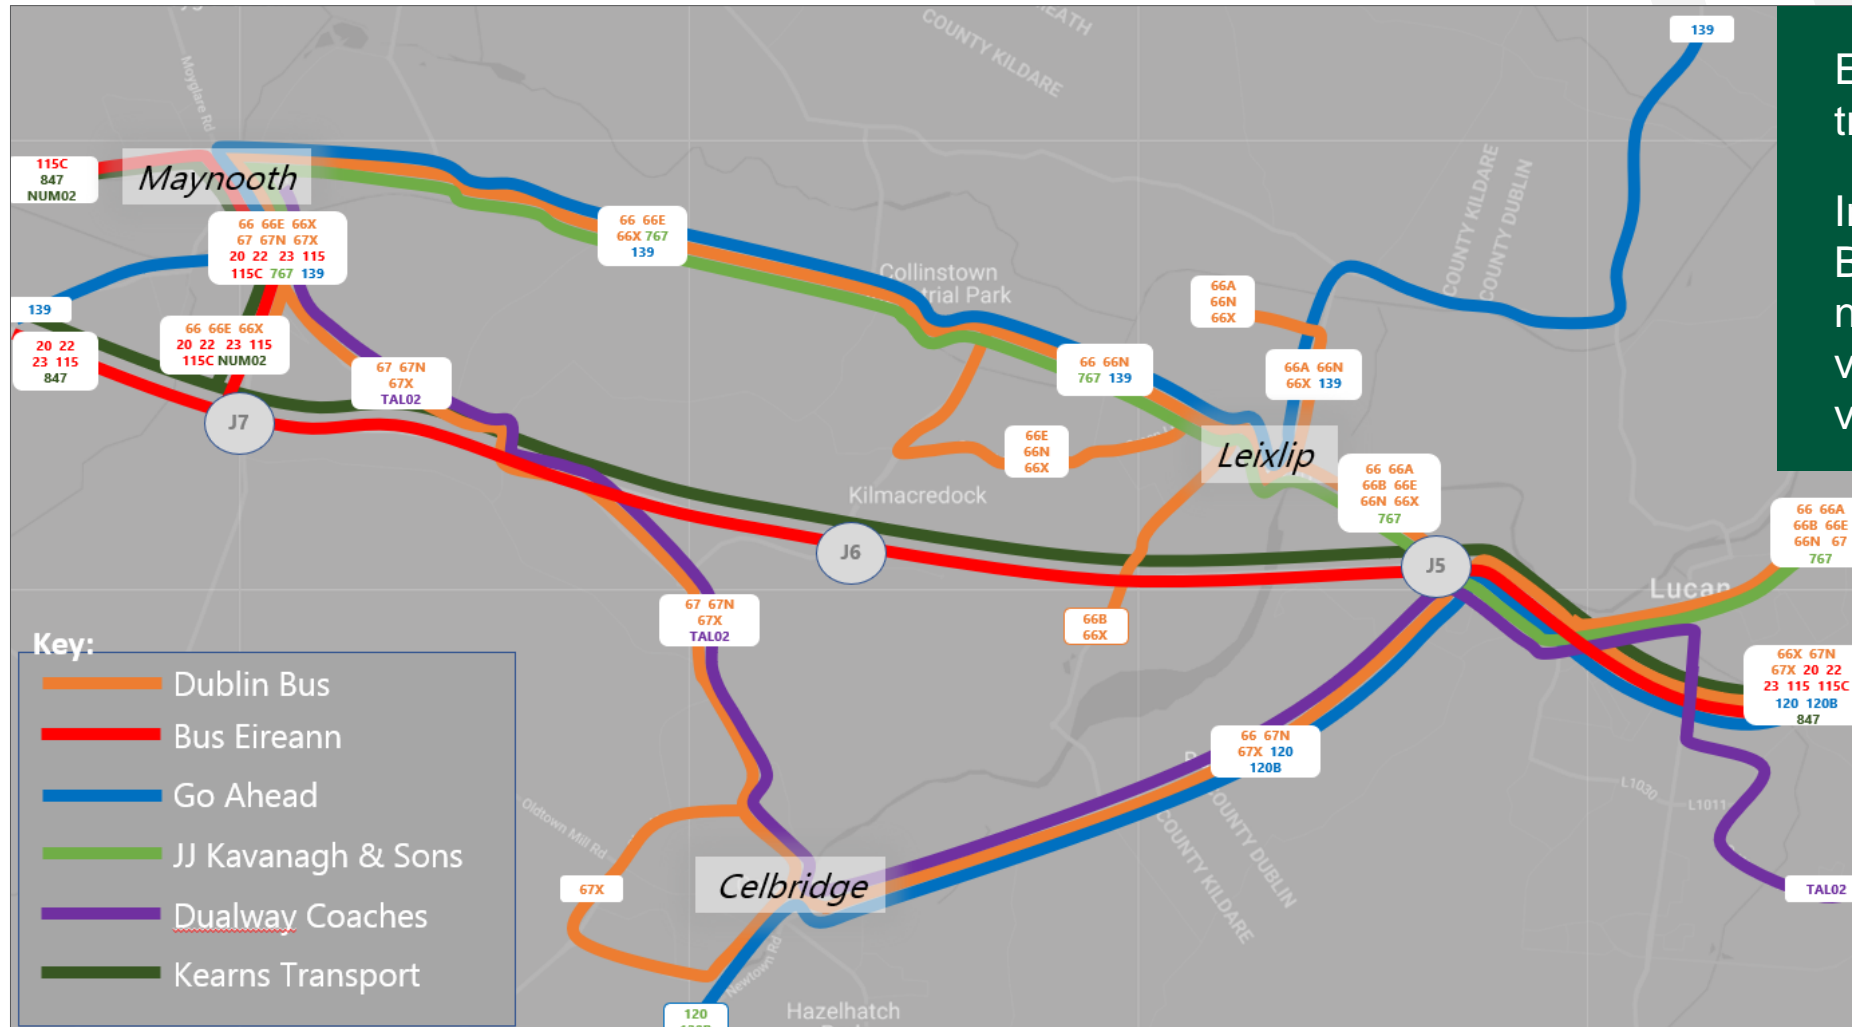 139
COUNTY KILDARE
Moyglare Rd
115C
847
NUM02
Maynooth
66 66E 66X
67 67N 67X
20 22 23 115
115C 767 139
66 66E
66X 767
139
COUNTY KILDARE
COUNTY DUBLIN
Collinstown
trial Park
66A
66N
66X
139
66 66E 66X
20 22 23 115
115C NUM02
20 22
23 115
847
67 67N
67X
TAL02
66 66N
767 139
66A 66N
66X 139
J7
66E
66N
66X
Leixlip
Kilmacredock
66 66A
66B 66E
66N 66X
767
J6
J5
66 66A
66B 66E
66N 67
767
Lucan
67 67N
67X
TAL02
66B
66X
66X 67N
67X 20 22
23 115 115C
120 120B
847
66 67N
67X 120
120B
COUNTY DUBLIN
COUNTY KILDARE
L1030
L1011
Oldtown Mill Rd
67X
Celbridge
TAL02
Newtown Rd
120
Hazelhatch
Key:
Dublin Bus
Bus Eireann
Go Ahead
JJ Kavanagh & Sons
Dualway Coaches
Kearns Transport